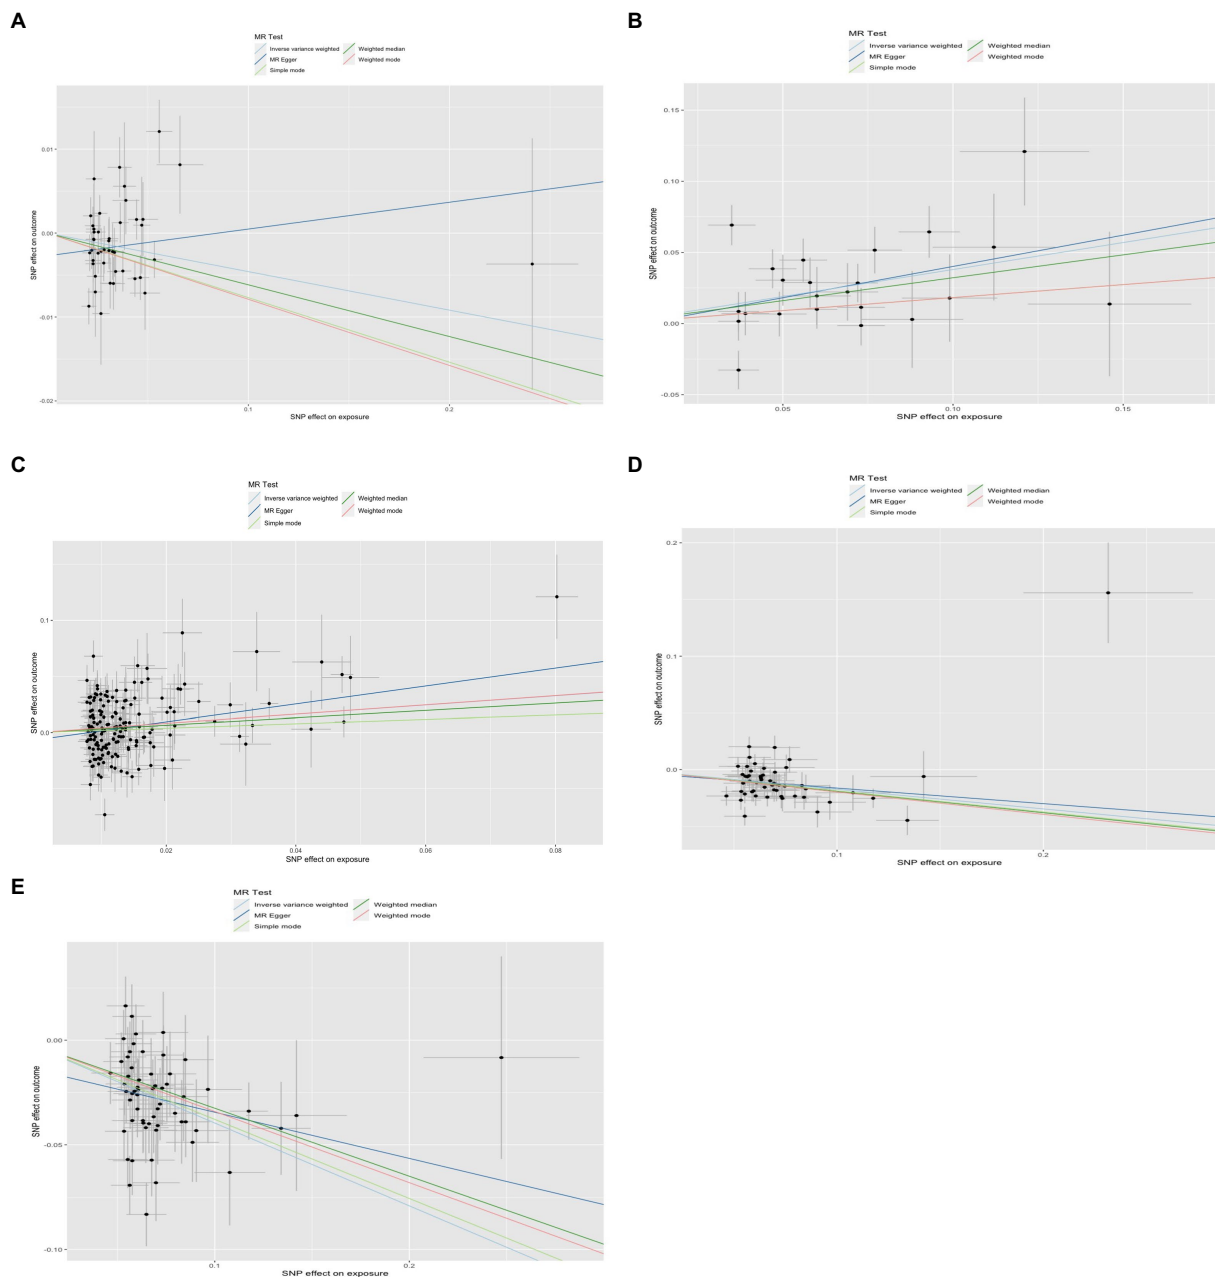 A
MR Test
Inverse variance weighted
Weighted median
MR Egger
Weighted mode
Simple mode
SNP effect on outcome
0.01
0.00
-0.01
-0.02
0.1
0.2
SNP effect on exposure
B
MR Test
Inverse variance weighted
Weighted median
MR Egger
Weighted mode
Simple mode
SNP effect on outcome
0.15
0.10
0.05
0.00
-0.05
0.05
0.10
0.15
SNP effect on exposure
C
MR Test
Inverse variance weighted
Weighted median
MR Egger
Weighted mode
Simple mode
SNP effect on outcome
0.1
0.0
0.02
0.04
0.06
0.08
SNP effect on exposure
D
MR Test
Inverse variance weighted
Weighted median
MR Egger
Weighted mode
Simple mode
SNP effect on outcome
0.2
0.1
0.0
0.1
0.2
SNP effect on exposure
E
MR Test
Inverse variance weighted
Weighted median
MR Egger
Weighted mode
Simple mode
SNP effect on outcome
0.00
-0.05
-0.10
0.1
0.2
SNP effect on exposure